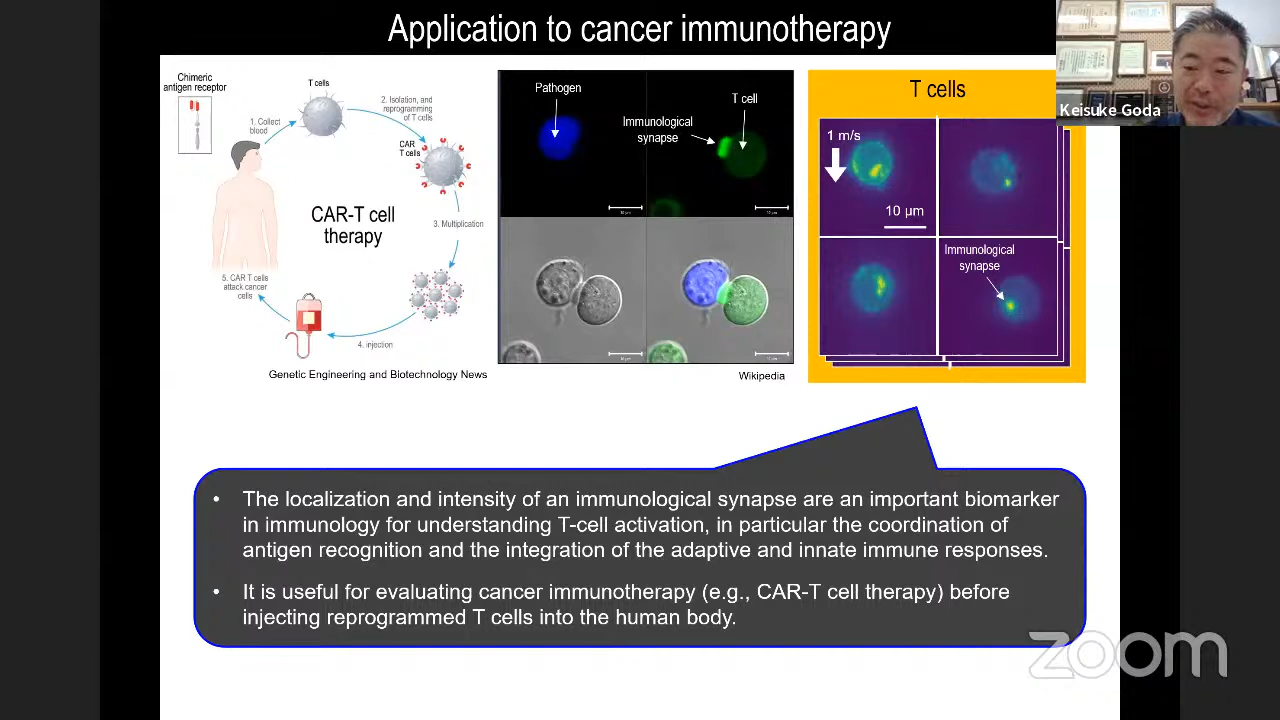 Application to cancer immunotherapy
Keisuke Goda
Chimeric
antigen receptor
T cells
1. Collect
blood
2. Isolation, and
reprogramming
of T cells
CAR
T cells
CAR-T cell
therapy
3. Multiplication
5. CAR T cells
attack cancer
cells
4. injection
Genetic Engineering and Biotechnology News
Pathogen
T cell
Immunological
synapse
Wikipedia
T cells
1 m/s
10 µm
Immunological
synapse
• The localization and intensity of an immunological synapse are an important biomarker
in immunology for understanding T-cell activation, in particular the coordination of
antigen recognition and the integration of the adaptive and innate immune responses.
• It is useful for evaluating cancer immunotherapy (e.g., CAR-T cell therapy) before
injecting reprogrammed T cells into the human body.
zoom